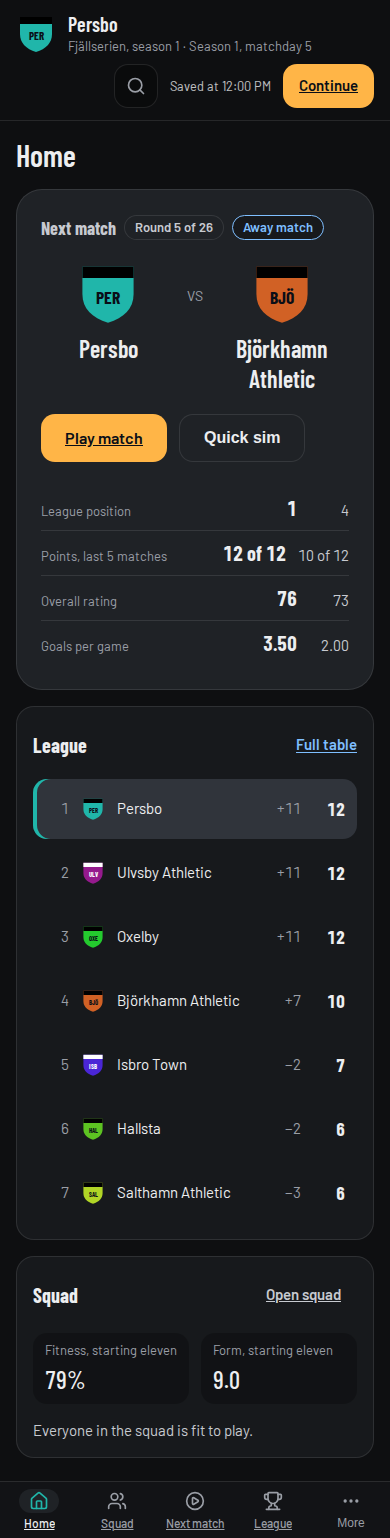 PER
Persbo
Fjällserien, season 1 · Season 1, matchday 5
Saved at 12:00 PM
Continue
Home
Next match
Round 5 of 26
Away match
PER
VS
BJÖ
Persbo
Björkhamn
Athletic
Play match
Quick sim
League position 1 4
Points, last 5 matches 12 of 12 10 of 12
Overall rating 76 73
Goals per game 3.50 2.00
League
Full table
1 PER Persbo +11 12
2 ULV Ulvsby Athletic +11 12
3 OXE Oxelby +11 12
4 BJÖ Björkhamn Athletic +7 10
5 ISB Isbro Town −2 7
6 HAL Hallsta −2 6
7 SAL Salthamn Athletic −3 6
Squad
Open squad
Fitness, starting eleven
79%
Form, starting eleven
9.0
Everyone in the squad is fit to play.
Home
Squad
Next match
League
More